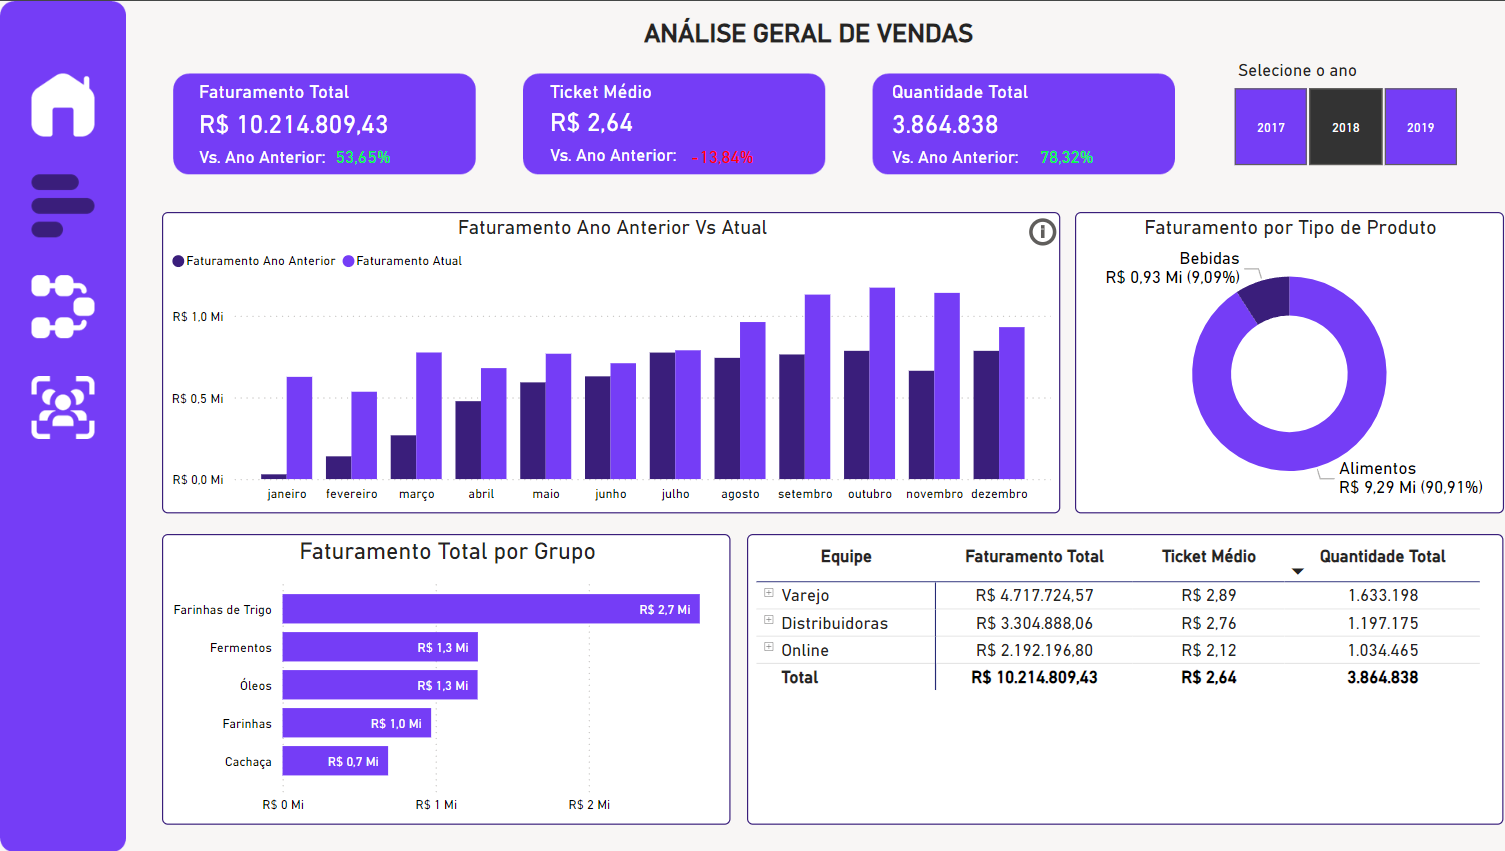 ANÁLISE GERAL DE VENDAS
Faturamento Total
R$ 10.214.809,43
Vs. Ano Anterior: 53,65%
Ticket Médio
R$ 2,64
Vs. Ano Anterior: -13,84%
Quantidade Total
3.864.838
Vs. Ano Anterior: 78,32%
Selecione o ano
2017 2018 2019
Faturamento Ano Anterior Vs Atual
Faturamento Ano Anterior Faturamento Atual
R$ 1,0 Mi
R$ 0,5 Mi
R$ 0,0 Mi
janeiro fevereiro março abril maio junho julho agosto setembro outubro novembro dezembro
Faturamento por Tipo de Produto
Bebidas
R$ 0,93 Mi (9,09%)
Alimentos
R$ 9,29 Mi (90,91%)
Faturamento Total por Grupo
Farinhas de Trigo R$ 2,7 Mi
Fermentos R$ 1,3 Mi
Óleos R$ 1,3 Mi
Farinhas R$ 1,0 Mi
Cachaça R$ 0,7 Mi
R$ 0 Mi R$ 1 Mi R$ 2 Mi
Equipe Faturamento Total Ticket Médio Quantidade Total
Varejo R$ 4.717.724,57 R$ 2,89 1.633.198
Distribuidoras R$ 3.304.888,06 R$ 2,76 1.197.175
Online R$ 2.192.196,80 R$ 2,12 1.034.465
Total R$ 10.214.809,43 R$ 2,64 3.864.838